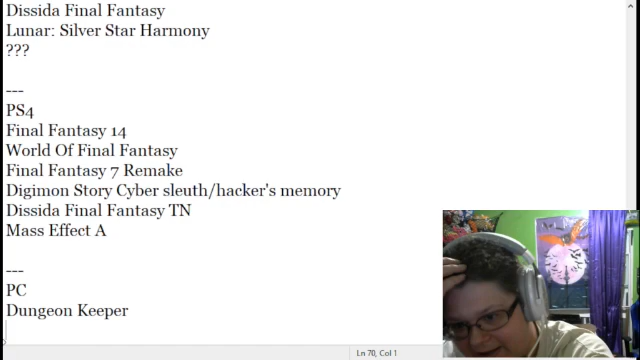 Dissida Final Fantasy
Lunar: Silver Star Harmony
???
---
PS4
Final Fantasy 14
World Of Final Fantasy
Final Fantasy 7 Remake
Digimon Story Cyber sleuth/hacker's memory
Dissida Final Fantasy TN
Mass Effect A
---
PC
Dungeon Keeper
Ln 70, Col 1